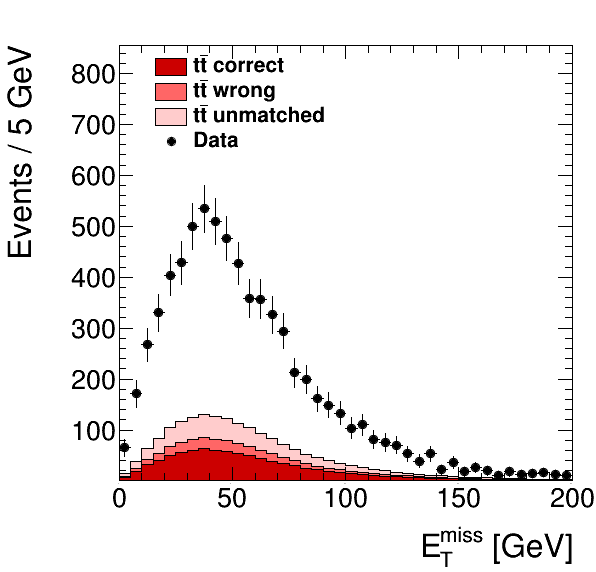 Events / 5 GeV
800
700
600
500
400
300
200
100
tt̄ correct
tt̄ wrong
tt̄ unmatched
Data
0 50 100 150 200
E_T^miss [GeV]